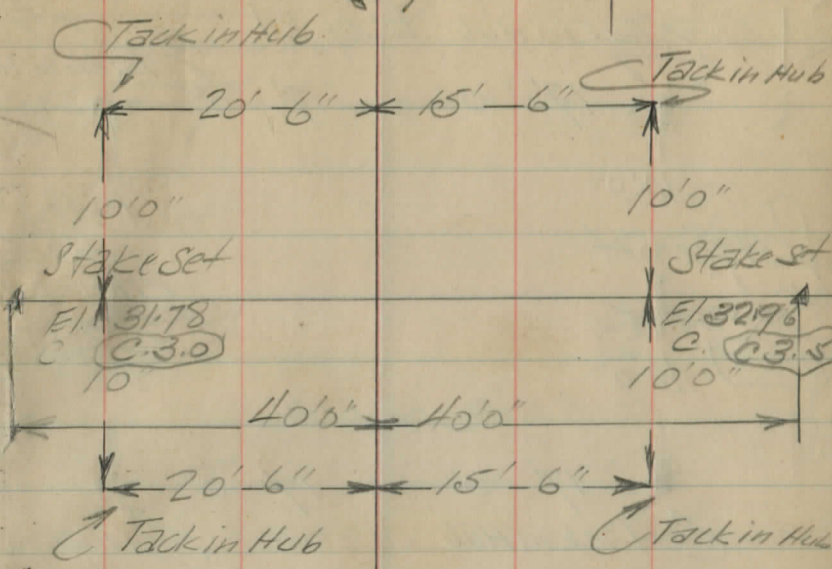 Tack in Hub.
Tack in Hub
20' 6" 15' 6"
10'0" 10'0"
Stake Set Stake set
El. 31.78 El 32.96
C C.3.0 C. C 3.5
10" 10'0"
40'0" 40'0"
20' 6" 15' 6"
Tack in Hub Tack in Hub